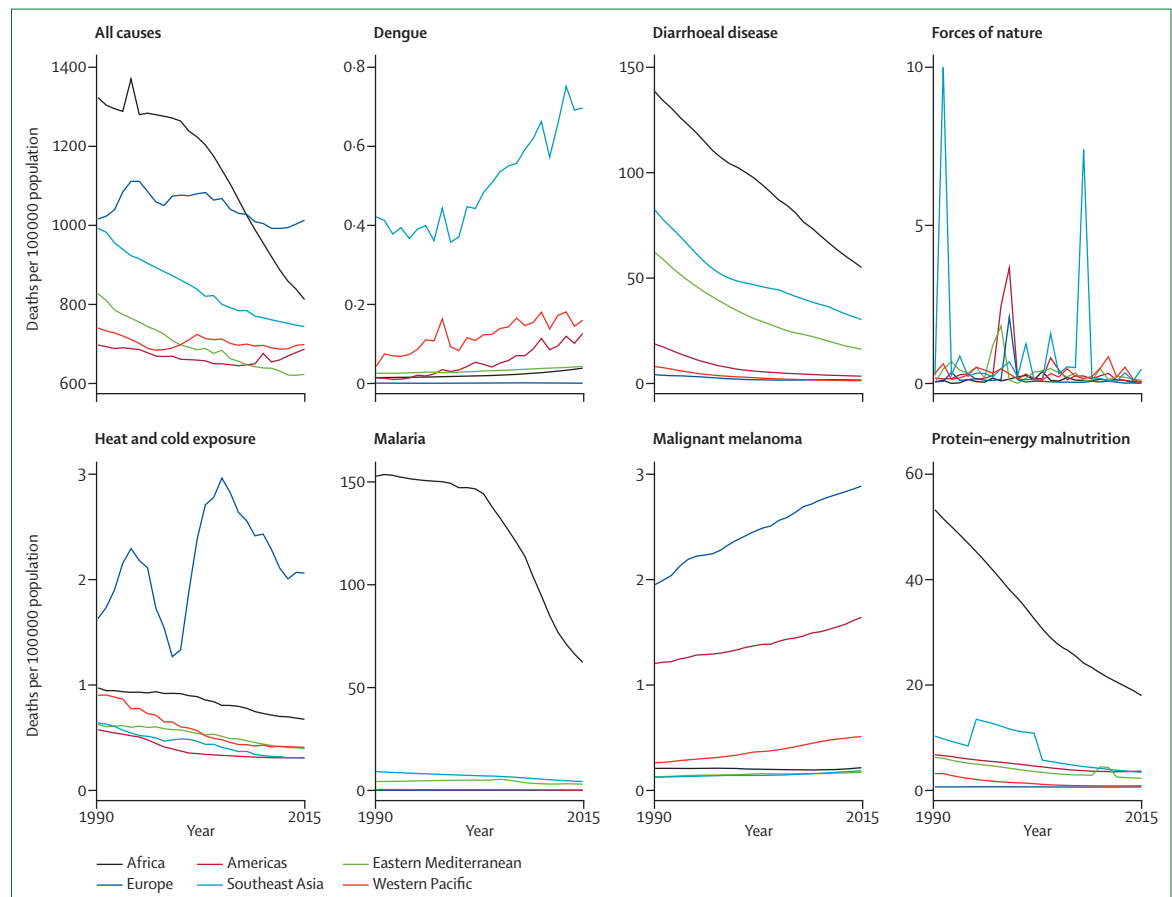 All causes
Dengue
Diarrhoeal disease
Forces of nature
Deaths per 100 000 population
1400
1200
1000
800
600
0·8
0·6
0·4
0·2
0
150
100
50
0
10
5
0
Heat and cold exposure
Malaria
Malignant melanoma
Protein–energy malnutrition
Deaths per 100 000 population
3
2
1
0
150
100
50
0
3
2
1
0
60
40
20
0
1990 2015
1990 2015
1990 2015
1990 2015
Year
Year
Year
Year
Africa Americas Eastern Mediterranean
Europe Southeast Asia Western Pacific